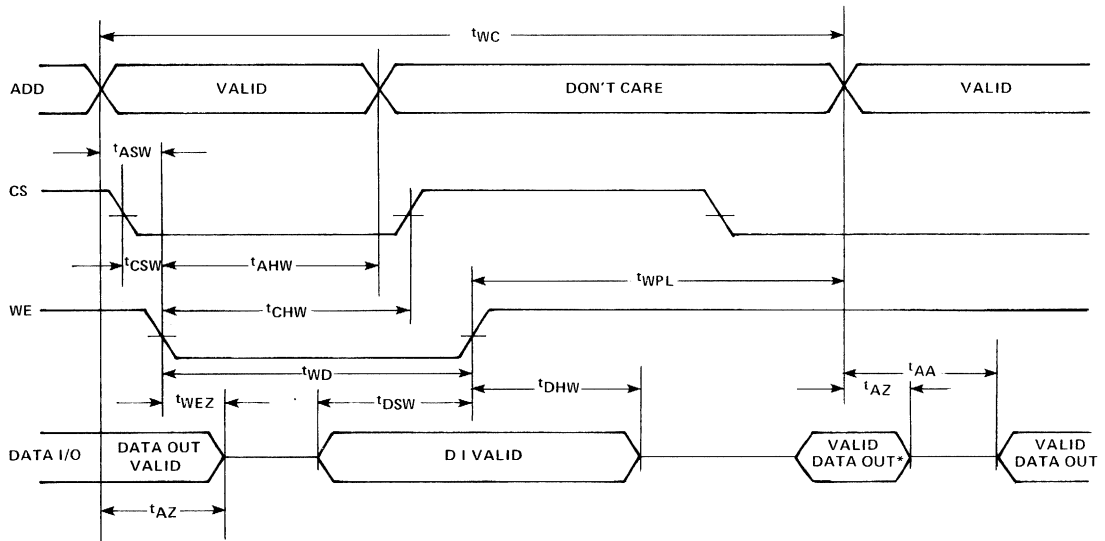 tWC
ADD VALID DON'T CARE VALID
tASW
CS
tCSW tAHW tWPL
WE tCHW
tWD tDHW tAA
tWEZ tDSW tAZ
DATA I/O DATA OUT VALID D I VALID VALID DATA OUT* VALID DATA OUT
tAZ